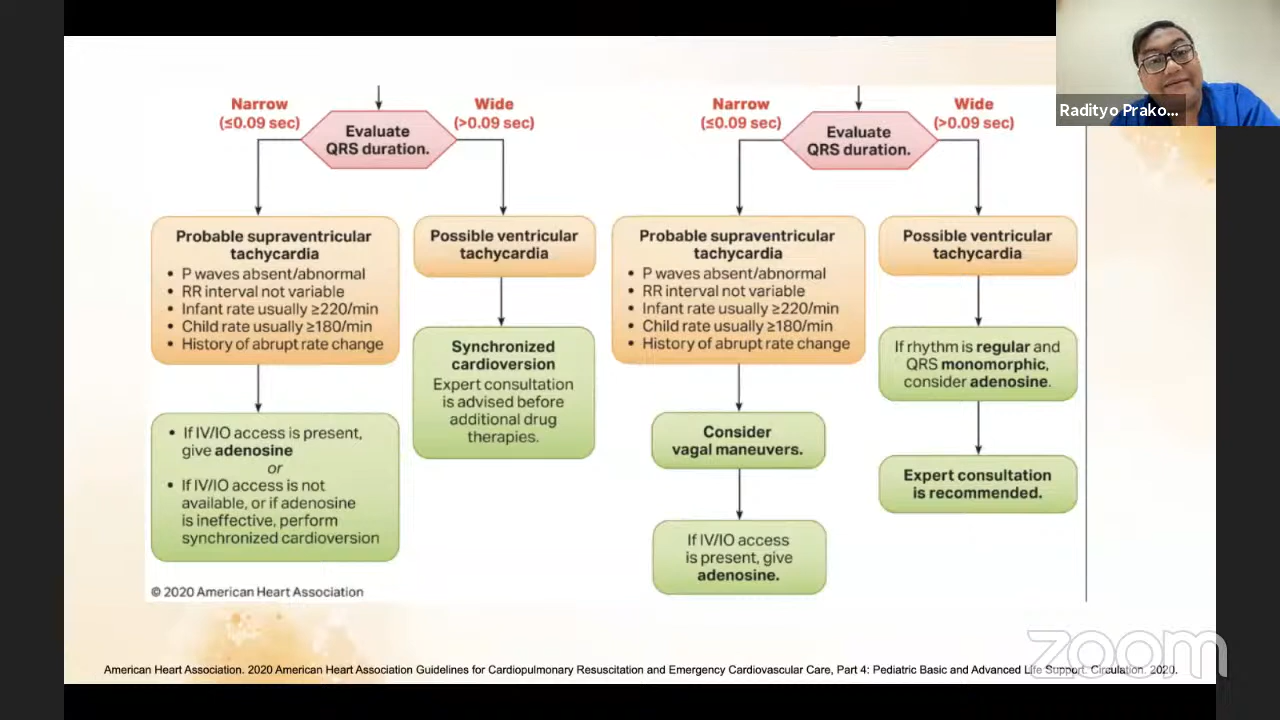 Narrow
(≤0.09 sec)
Evaluate
QRS duration.
Wide
(>0.09 sec)
Probable supraventricular
tachycardia
• P waves absent/abnormal
• RR interval not variable
• Infant rate usually ≥220/min
• Child rate usually ≥180/min
• History of abrupt rate change
Possible ventricular
tachycardia
Synchronized
cardioversion
Expert consultation
is advised before
additional drug
therapies.
• If IV/IO access is present,
give adenosine
or
• If IV/IO access is not
available, or if adenosine
is ineffective, perform
synchronized cardioversion
© 2020 American Heart Association
Narrow
(≤0.09 sec)
Evaluate
QRS duration.
Wide
(>0.09 sec)
Probable supraventricular
tachycardia
• P waves absent/abnormal
• RR interval not variable
• Infant rate usually ≥220/min
• Child rate usually ≥180/min
• History of abrupt rate change
Possible ventricular
tachycardia
If rhythm is regular and
QRS monomorphic,
consider adenosine.
Consider
vagal maneuvers.
Expert consultation
is recommended.
If IV/IO access
is present, give
adenosine.
Radityo Prako...
zoom
American Heart Association. 2020 American Heart Association Guidelines for Cardiopulmonary Resuscitation and Emergency Cardiovascular Care, Part 4: Pediatric Basic and Advanced Life Support. Circulation. 2020.